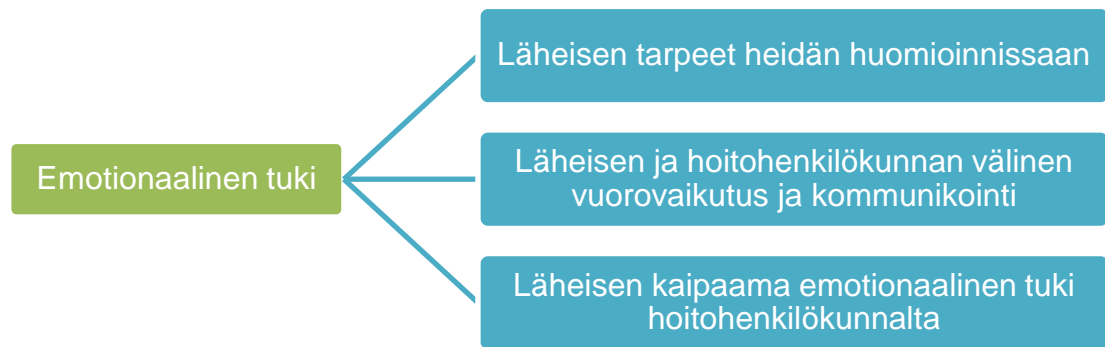 Läheisen tarpeet heidän huomioinnissaan
Emotionaalinen tuki
Läheisen ja hoitohenkilökunnan välinen
vuorovaikutus ja kommunikointi
Läheisen kaipaama emotionaalinen tuki
hoitohenkilökunnalta